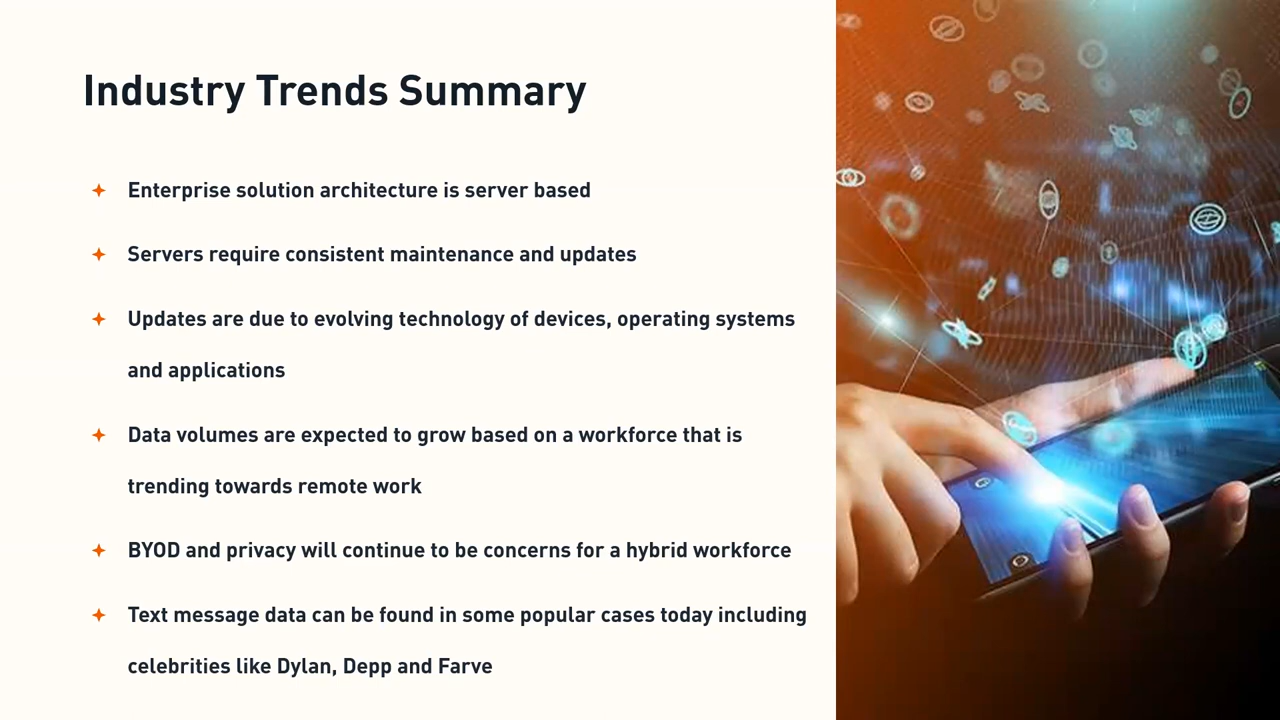 Industry Trends Summary
Enterprise solution architecture is server based
Servers require consistent maintenance and updates
Updates are due to evolving technology of devices, operating systems
and applications
Data volumes are expected to grow based on a workforce that is
trending towards remote work
BYOD and privacy will continue to be concerns for a hybrid workforce
Text message data can be found in some popular cases today including
celebrities like Dylan, Depp and Farve